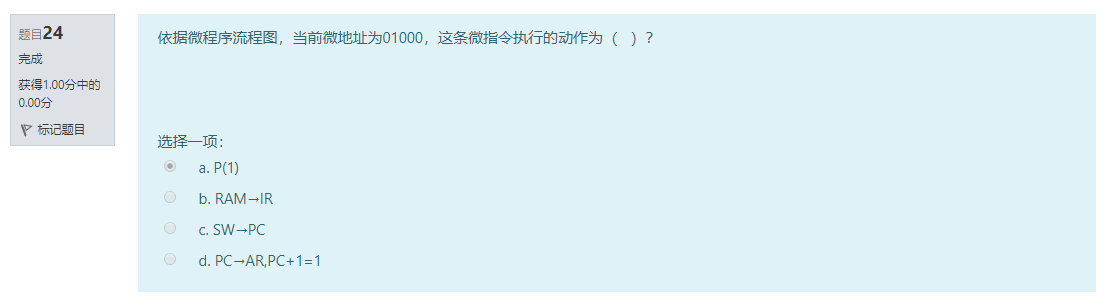 题目24
完成
获得1.00分中的
0.00分
标记题目
依据微程序流程图，当前微地址为01000，这条微指令执行的动作为（ ）？
选择一项：
a. P(1)
b. RAM→IR
c. SW→PC
d. PC→AR,PC+1=1